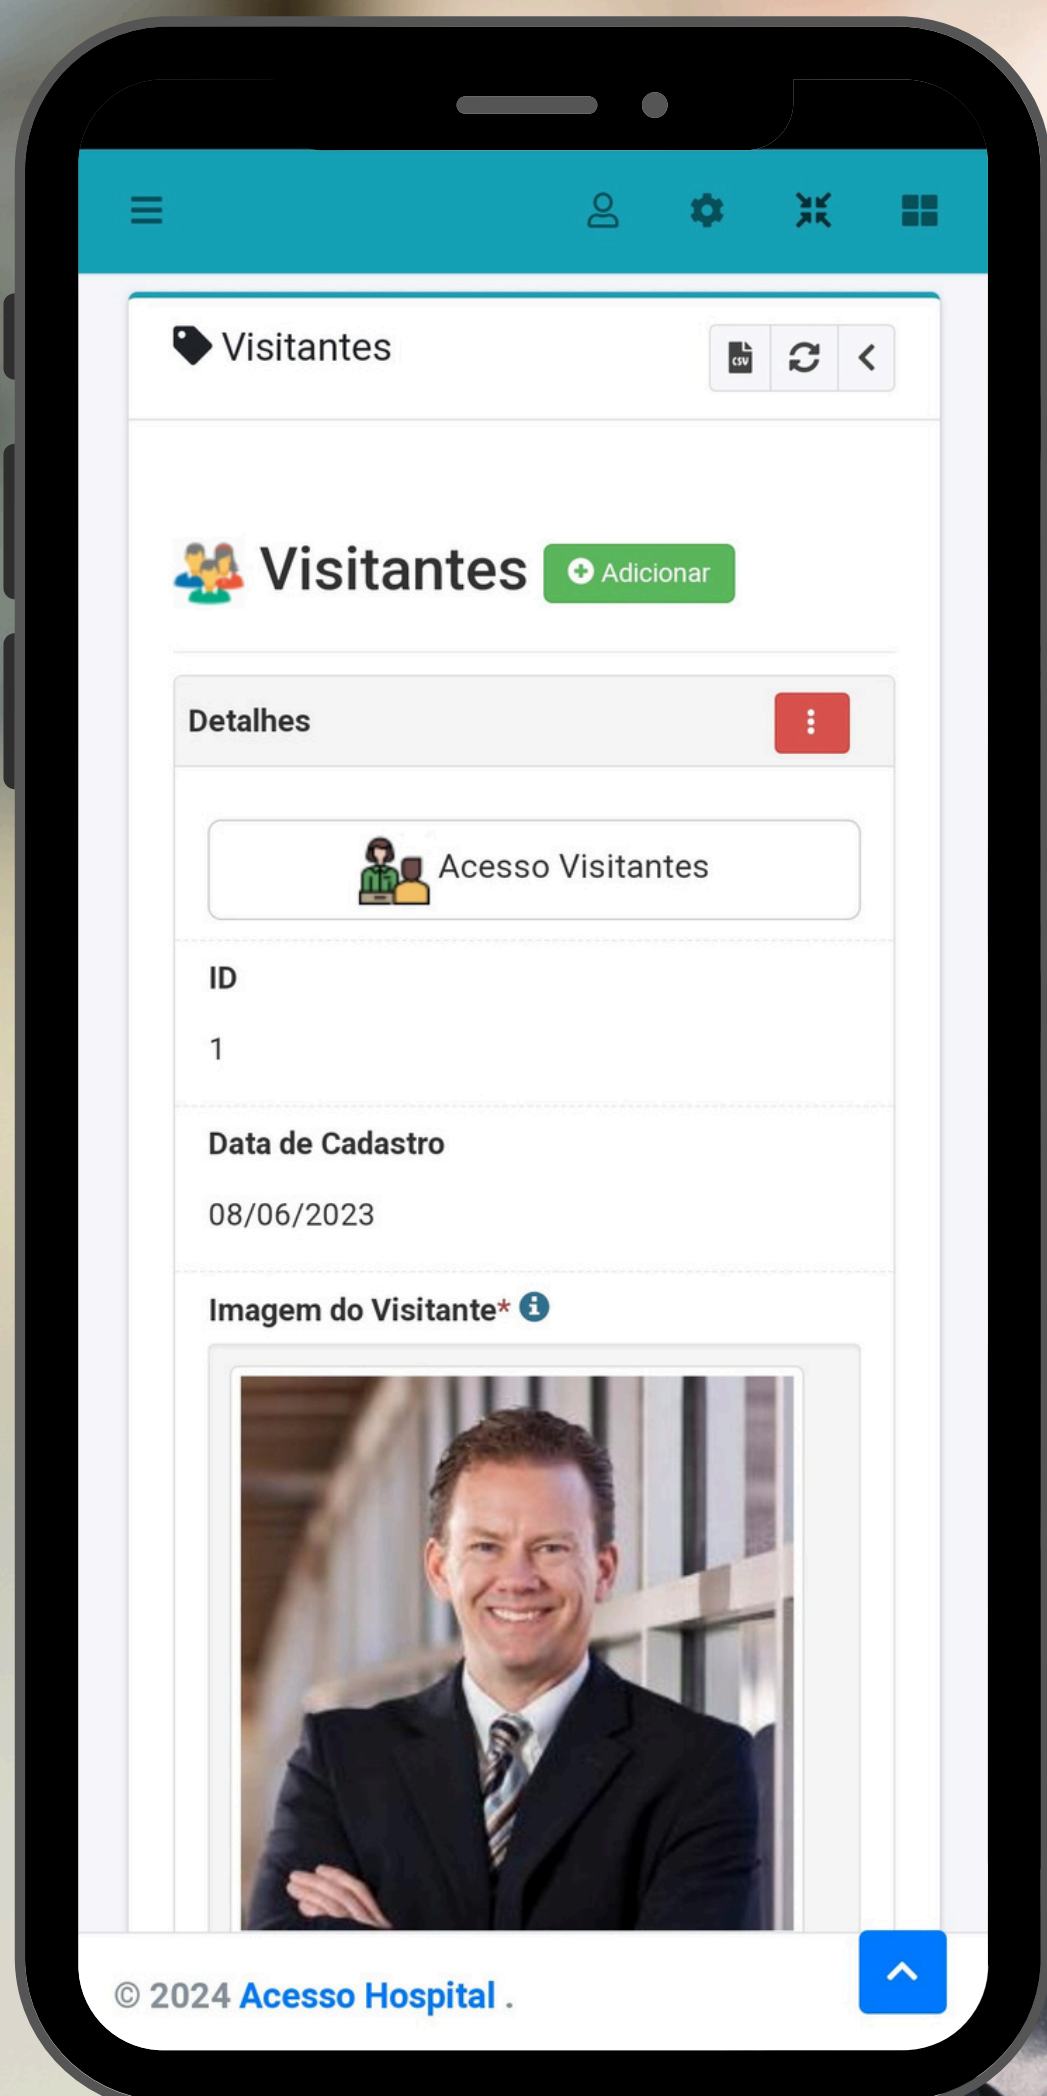 Visitantes
CSV
Visitantes
Adicionar
Detalhes
Acesso Visitantes
ID
1
Data de Cadastro
08/06/2023
Imagem do Visitante*
© 2024 Acesso Hospital .